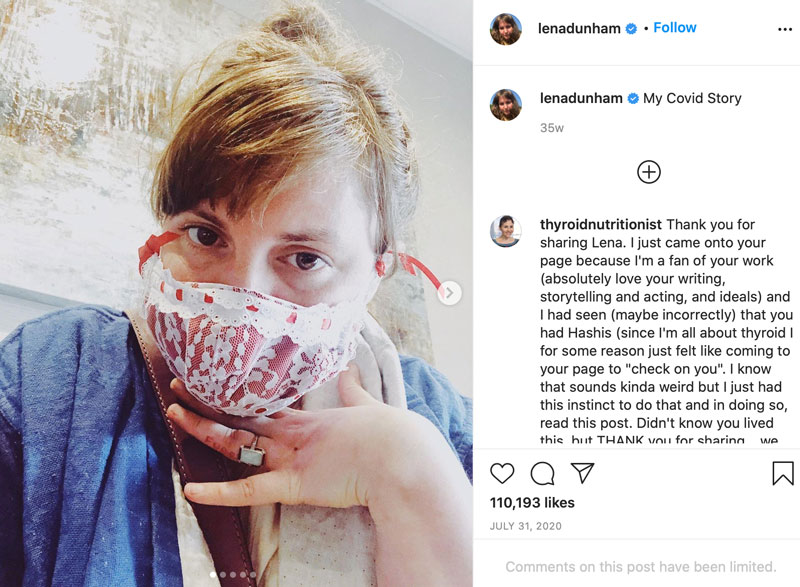 lenadunham • Follow
lenadunham My Covid Story
35w
thyroidnutritionist Thank you for
sharing Lena. I just came onto your
page because I'm a fan of your work
(absolutely love your writing,
storytelling and acting, and ideals) and
I had seen (maybe incorrectly) that you
had Hashis (since I'm all about thyroid I
for some reason just felt like coming to
your page to "check on you". I know
that sounds kinda weird but I just had
this instinct to do that and in doing so,
read this post. Didn't know you lived
this, but THANK you for sharing... we
110,193 likes
JULY 31, 2020
Comments on this post have been limited.